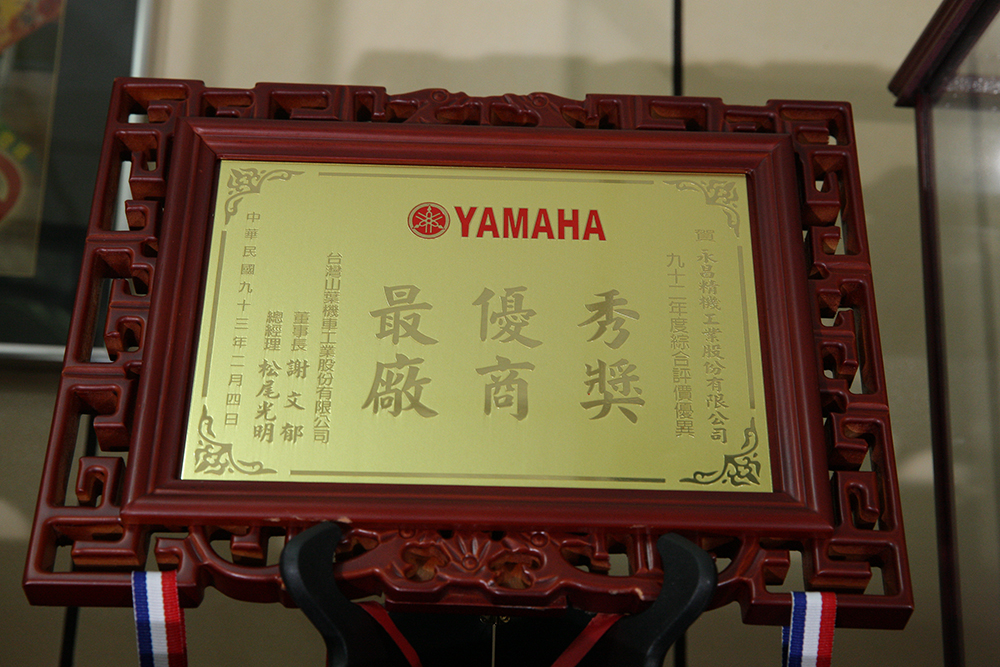 YAMAHA
賀 永昌精機工業股份有限公司
九十二年度綜合評價優異
最優秀
廠商獎
台灣山葉機車工業股份有限公司
董事長 謝文郁
總經理 松尾光明
中華民國九十三年二月四日